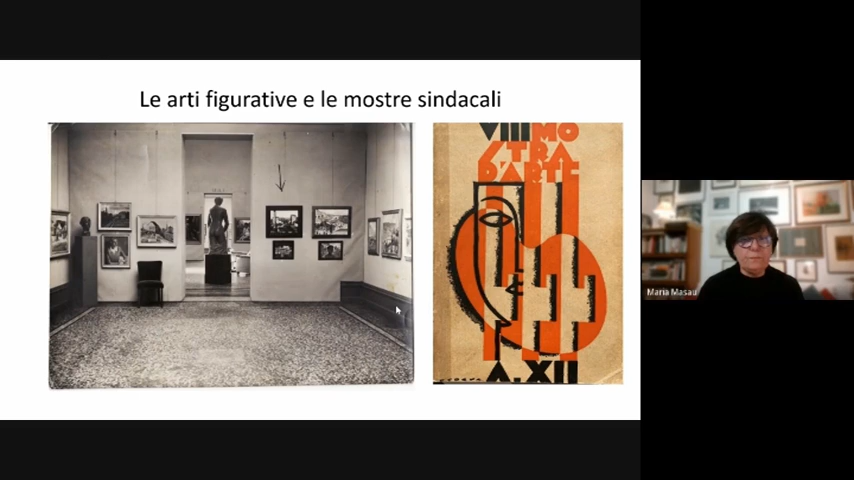 Le arti figurative e le mostre sindacali
VIII MO
STRA
D'ARTE
A. XII
Maria Masau